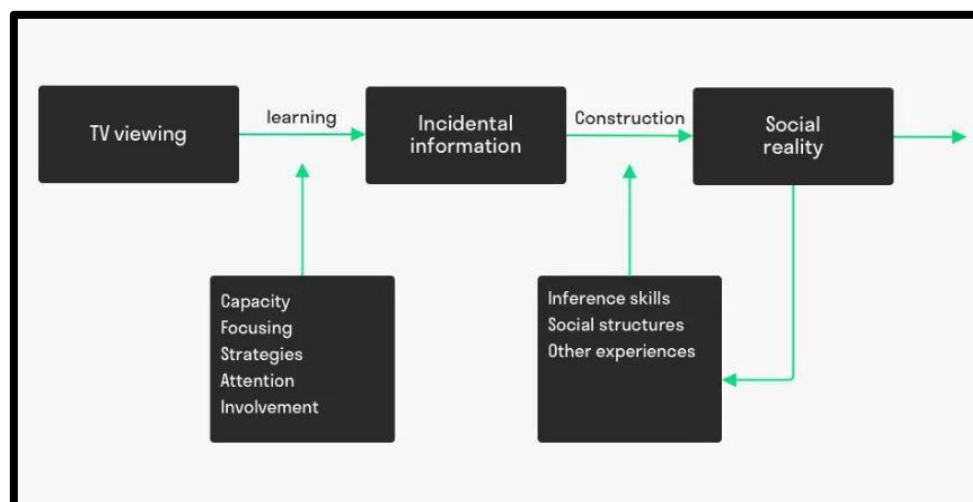 TV viewing
learning
Incidental
information
Construction
Social
reality
Capacity
Focusing
Strategies
Attention
Involvement
Inference skills
Social structures
Other experiences